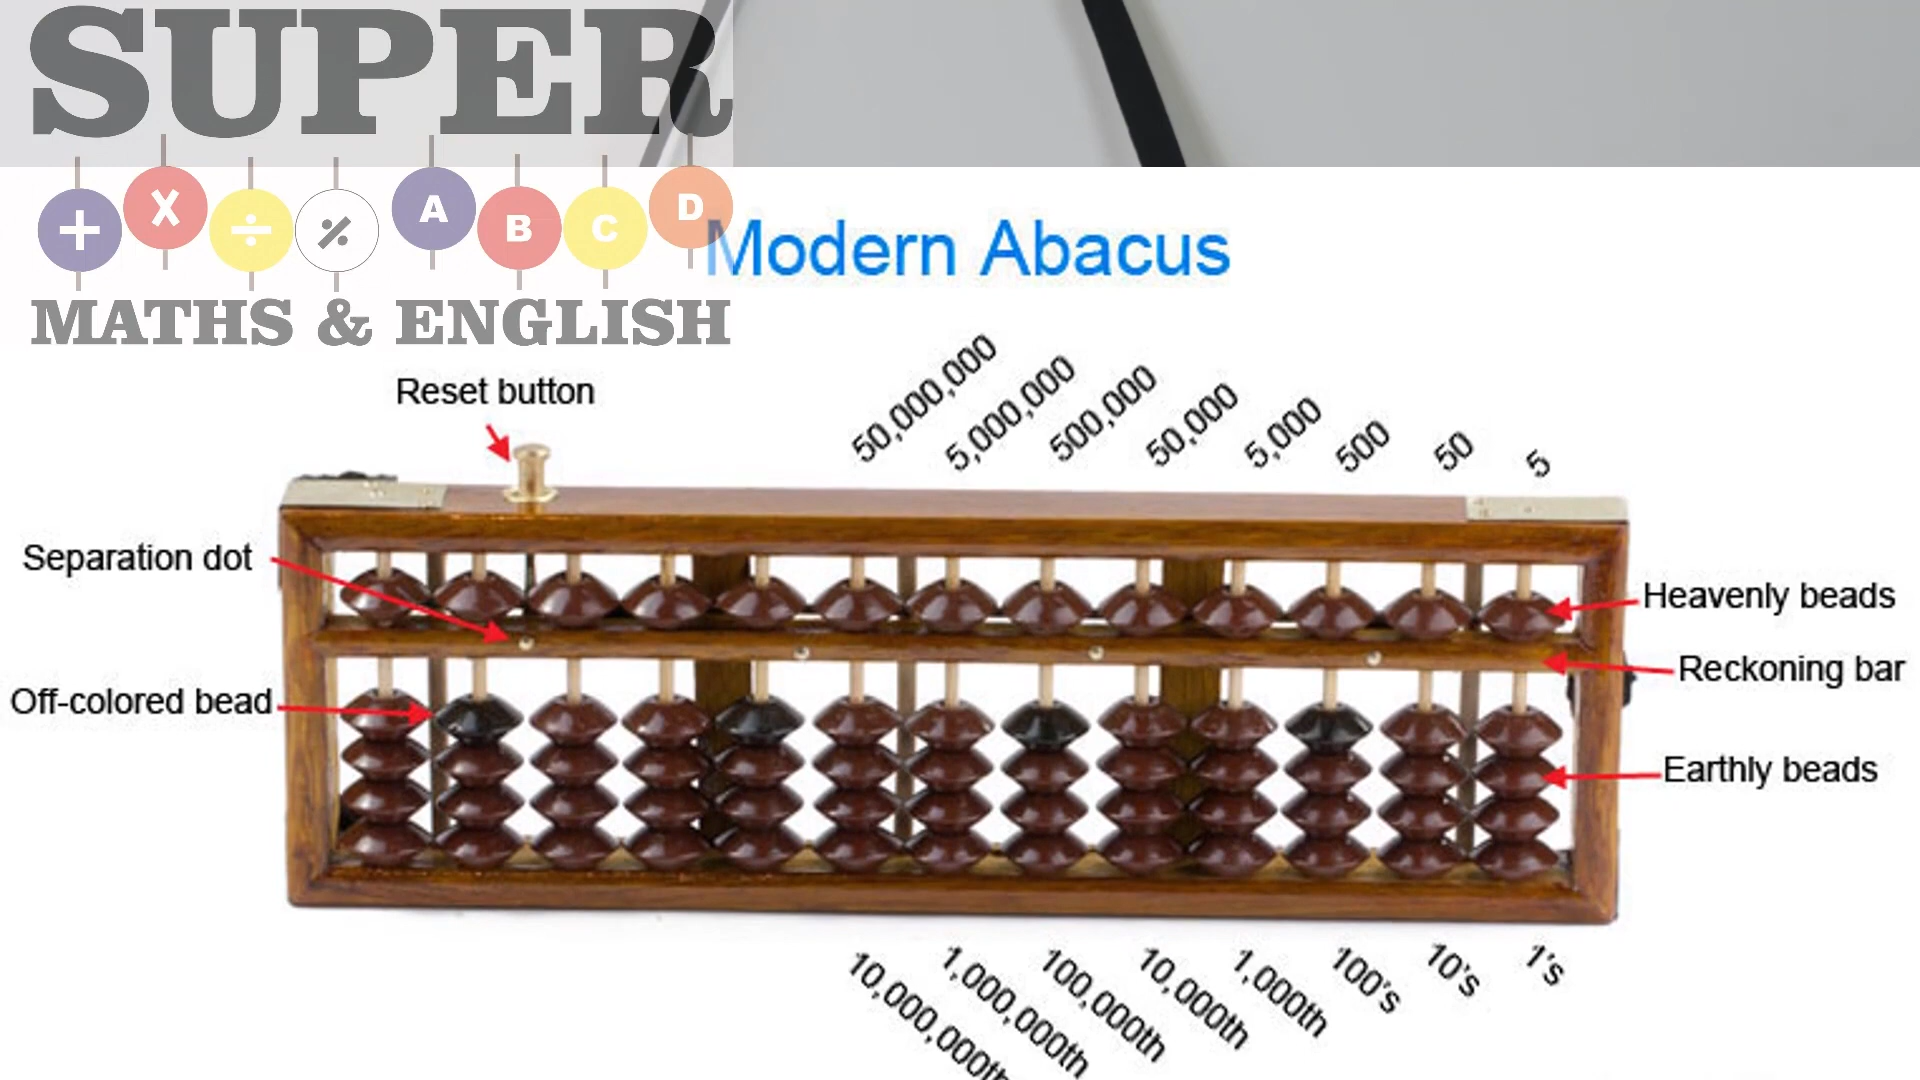 SUPER
+ X ÷ % A B C D
MATHS & ENGLISH
Modern Abacus
Reset button
50,000,000
5,000,000
500,000
50,000
5,000
500
50
5
Separation dot
Heavenly beads
Reckoning bar
Off-colored bead
Earthly beads
10,000,000th
1,000,000th
100,000th
10,000th
1,000th
100's
10's
1's